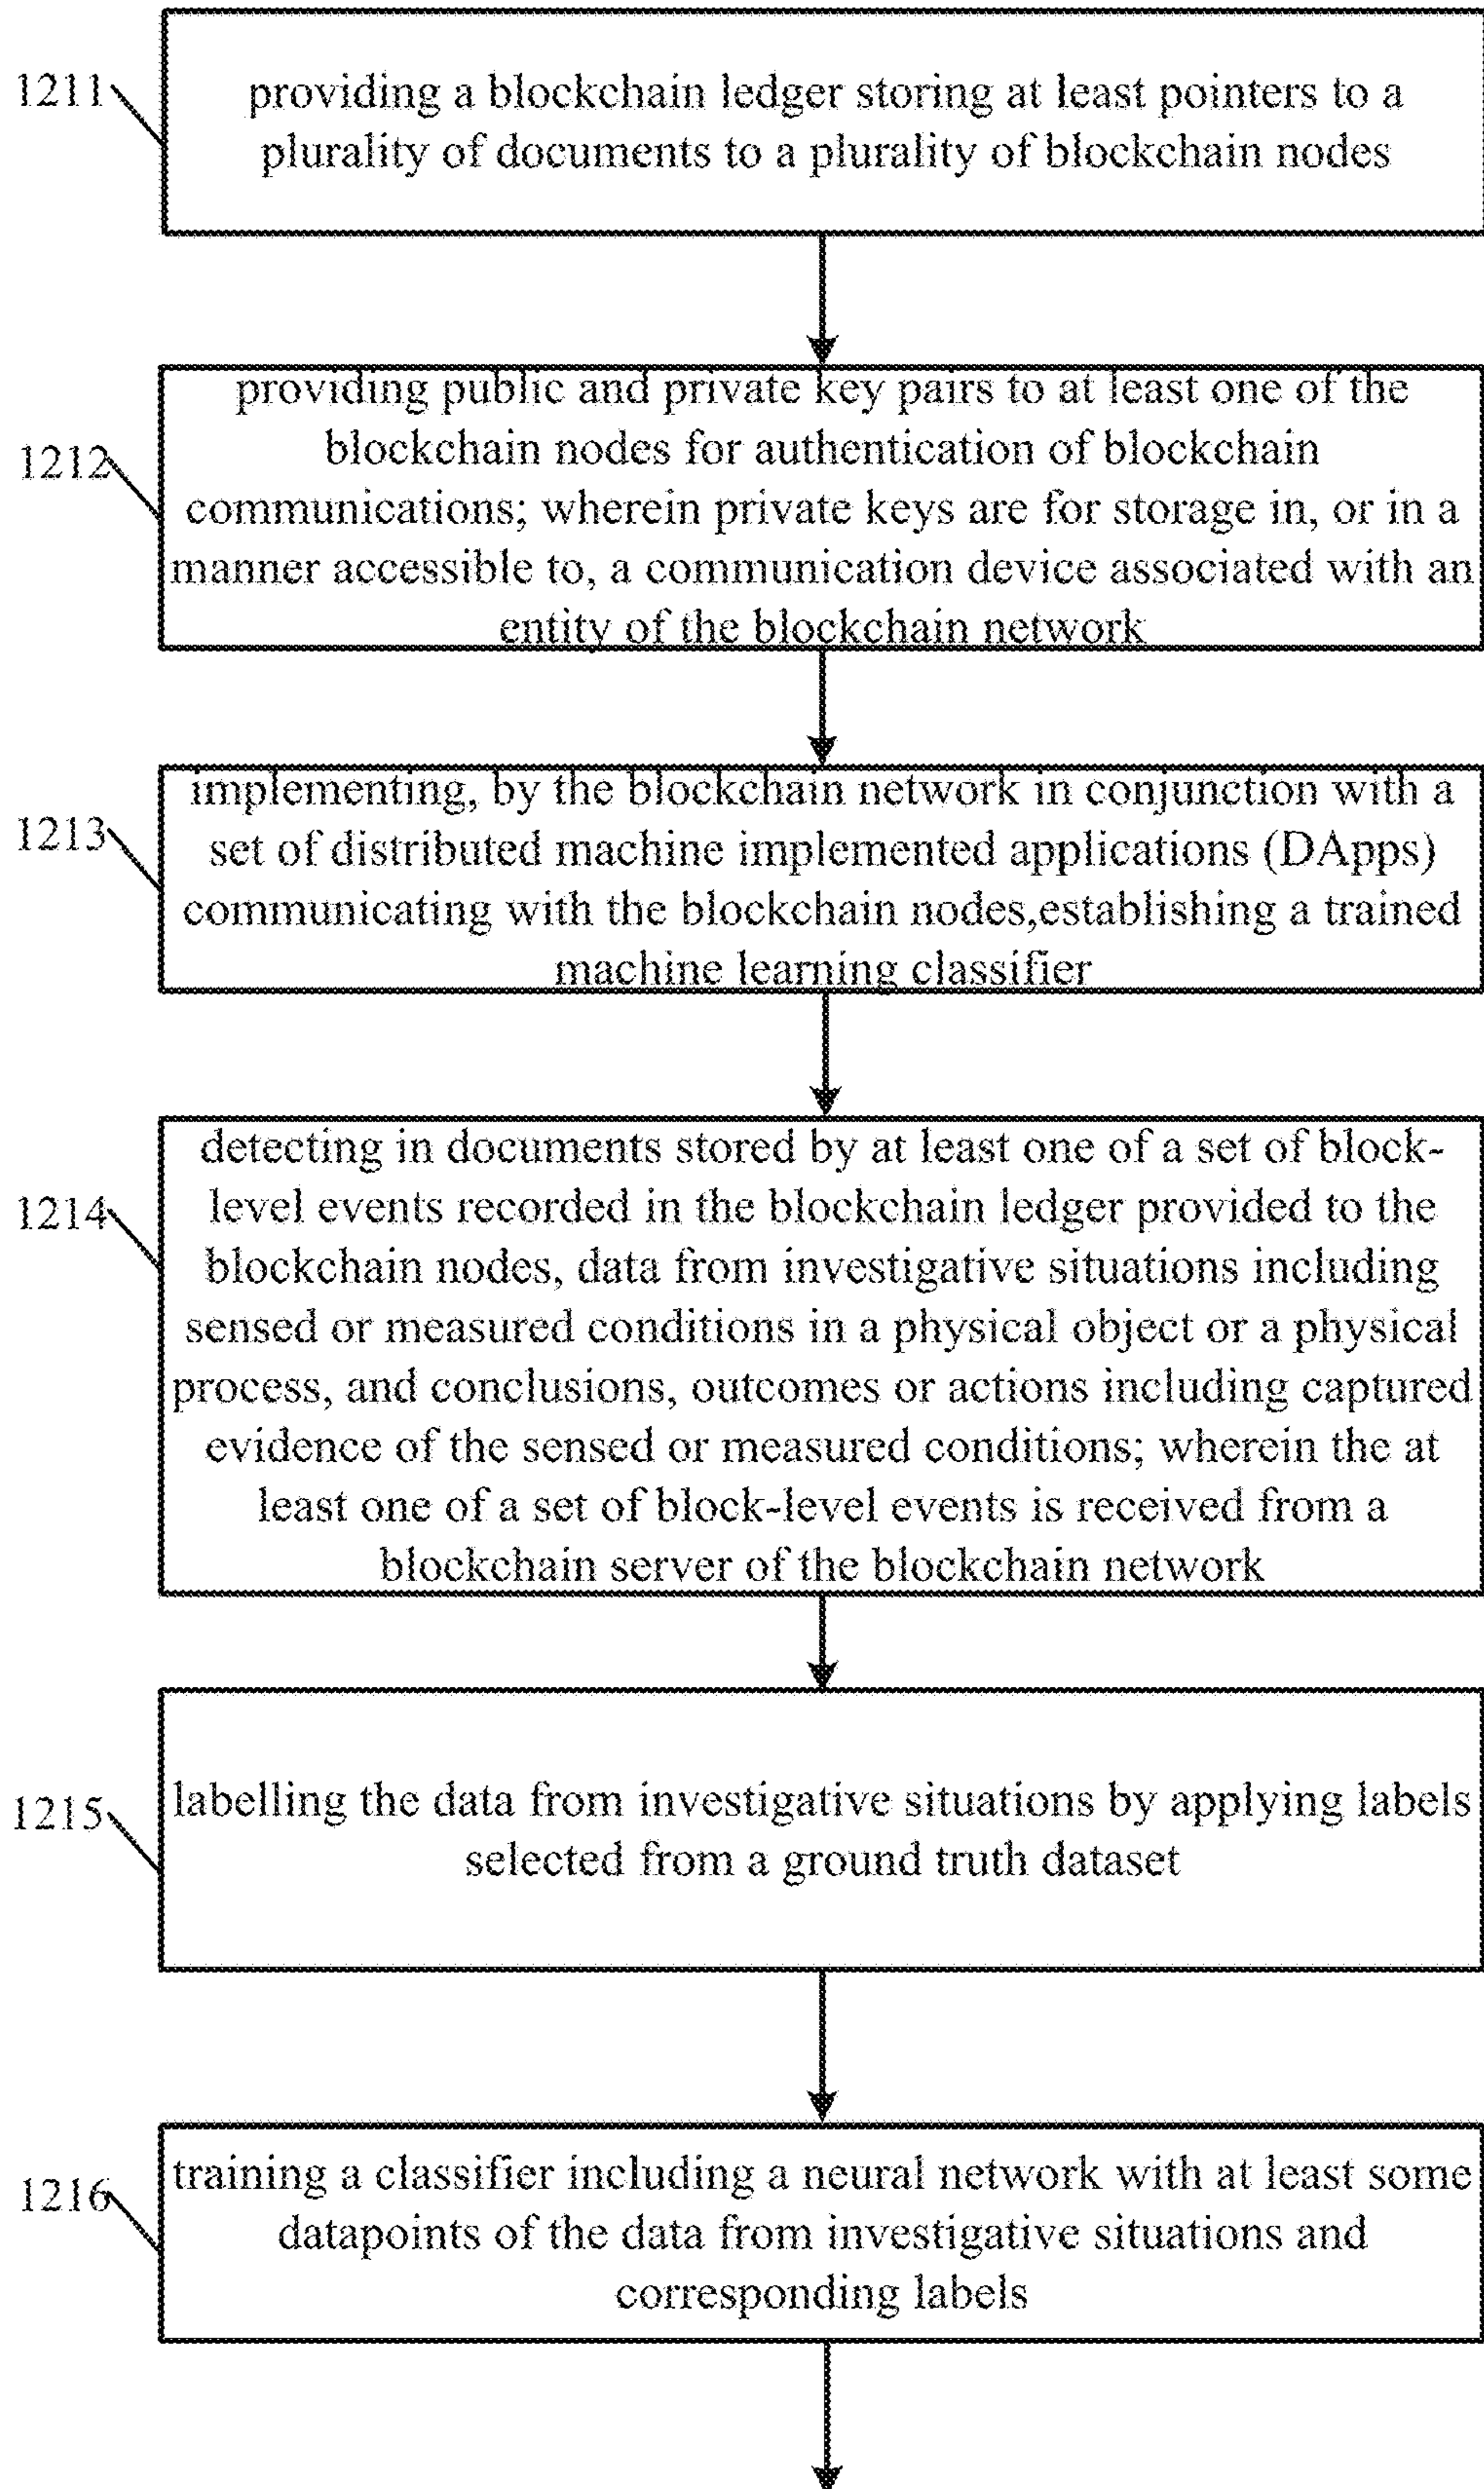 1211
providing a blockchain ledger storing at least pointers to a
plurality of documents to a plurality of blockchain nodes
providing public and private key pairs to at least one of the
blockchain nodes for authentication of blockchain
1212
communications; wherein private keys are for storage in, or in a
manner accessible to, a communication device associated with an
entity of the blockchain network
implementing, by the blockchain network in conjunction with a
1213
set of distributed machine implemented applications (DApps)
communicating with the blockchain nodes,establishing a trained
machine learning classifier
detecting in documents stored by at least one of a set of block-
1214
level events recorded in the blockchain ledger provided to the
blockchain nodes, data from investigative situations including
sensed or measured conditions in a physical object or a physical
process, and conclusions, outcomes or actions including captured
evidence of the sensed or measured conditions; wherein the at
least one of a set of block-level events is received from a
blockchain server of the blockchain network
1215
labelling the data from investigative situations by applying labels
selected from a ground truth dataset
1216
training a classifier including a neural network with at least some
datapoints of the data from investigative situations and
corresponding labels